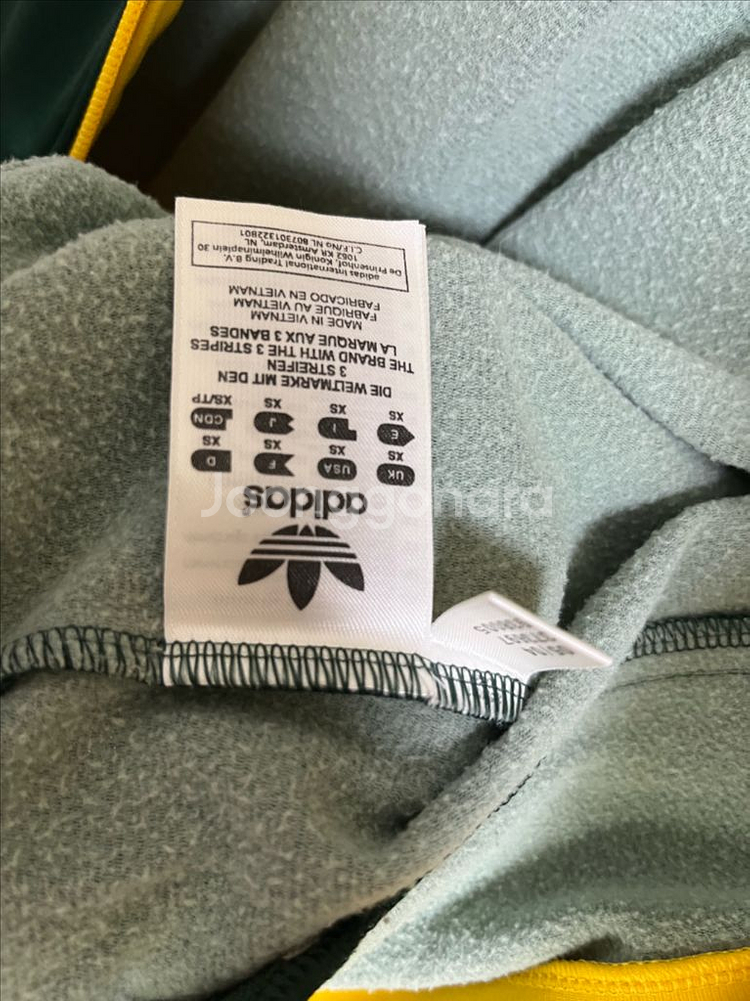 adidas
UK USA F D
XS XS XS XS
E I J CDN
XS XS XS XS/TP
DIE WELTMARKE MIT DEN
3 STREIFEN
THE BRAND WITH THE 3 STRIPES
LA MARQUE AUX 3 BANDES
MADE IN VIETNAM
FABRIQUE AU VIETNAM
FABRICADO EN VIETNAM
adidas International Trading B.V.
De Prinsenhof, Konigin Wilhelminaplein 30
1062 KR Amsterdam, NL
C.I.F/No NL 807301322B01
Joonggonara